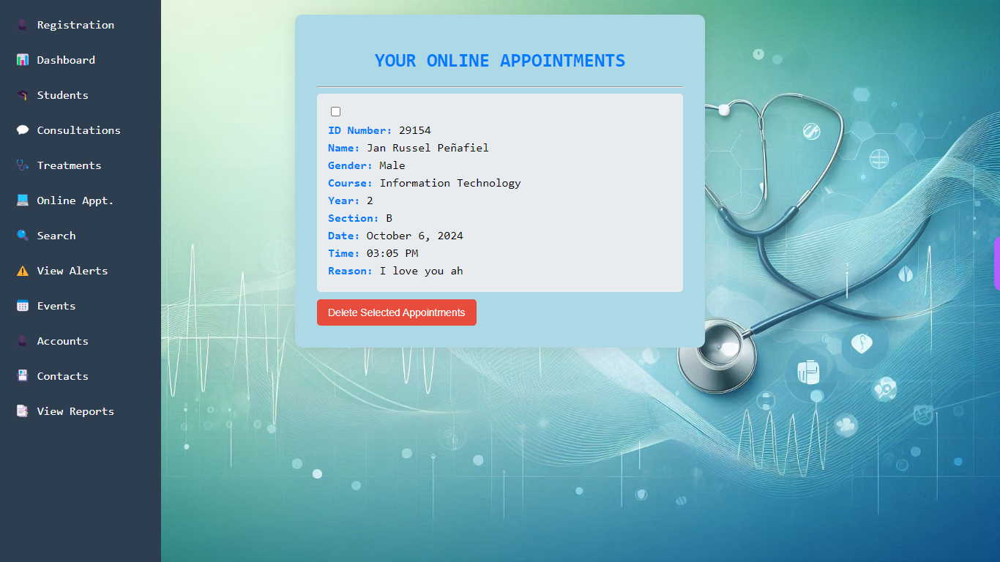 Registration
Dashboard
Students
Consultations
Treatments
Online Appt.
Search
View Alerts
Events
Accounts
Contacts
View Reports
YOUR ONLINE APPOINTMENTS
ID Number: 29154
Name: Jan Russel Peñafiel
Gender: Male
Course: Information Technology
Year: 2
Section: B
Date: October 6, 2024
Time: 03:05 PM
Reason: I love you ah
Delete Selected Appointments